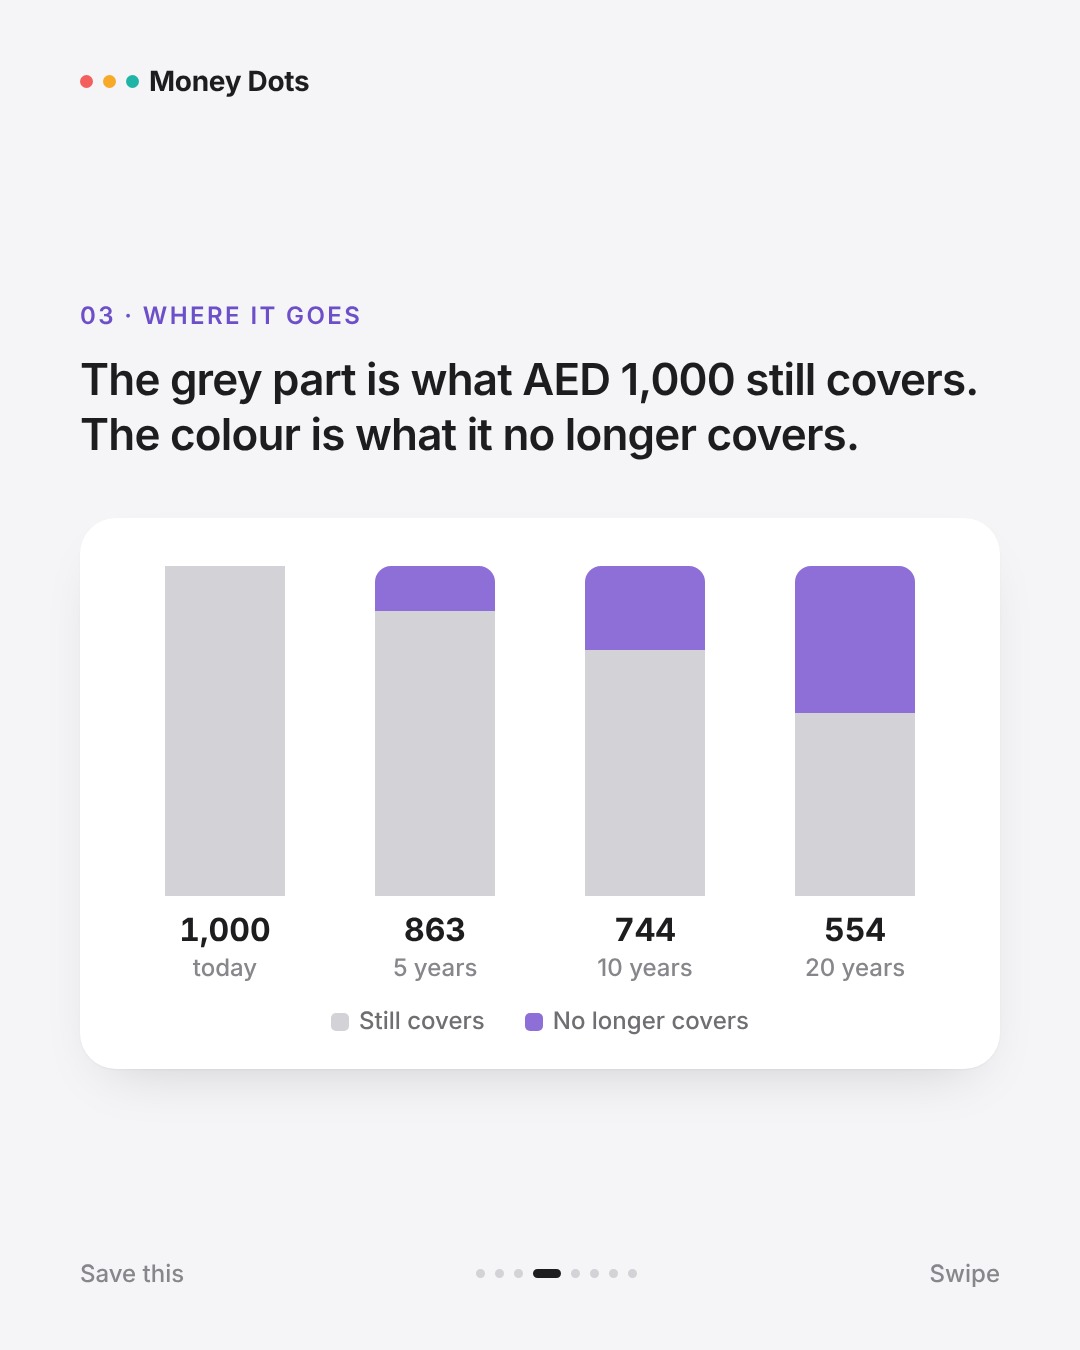 Money Dots
03 · WHERE IT GOES
The grey part is what AED 1,000 still covers.
The colour is what it no longer covers.
1,000 863 744 554
today 5 years 10 years 20 years
Still covers No longer covers
Save this Swipe